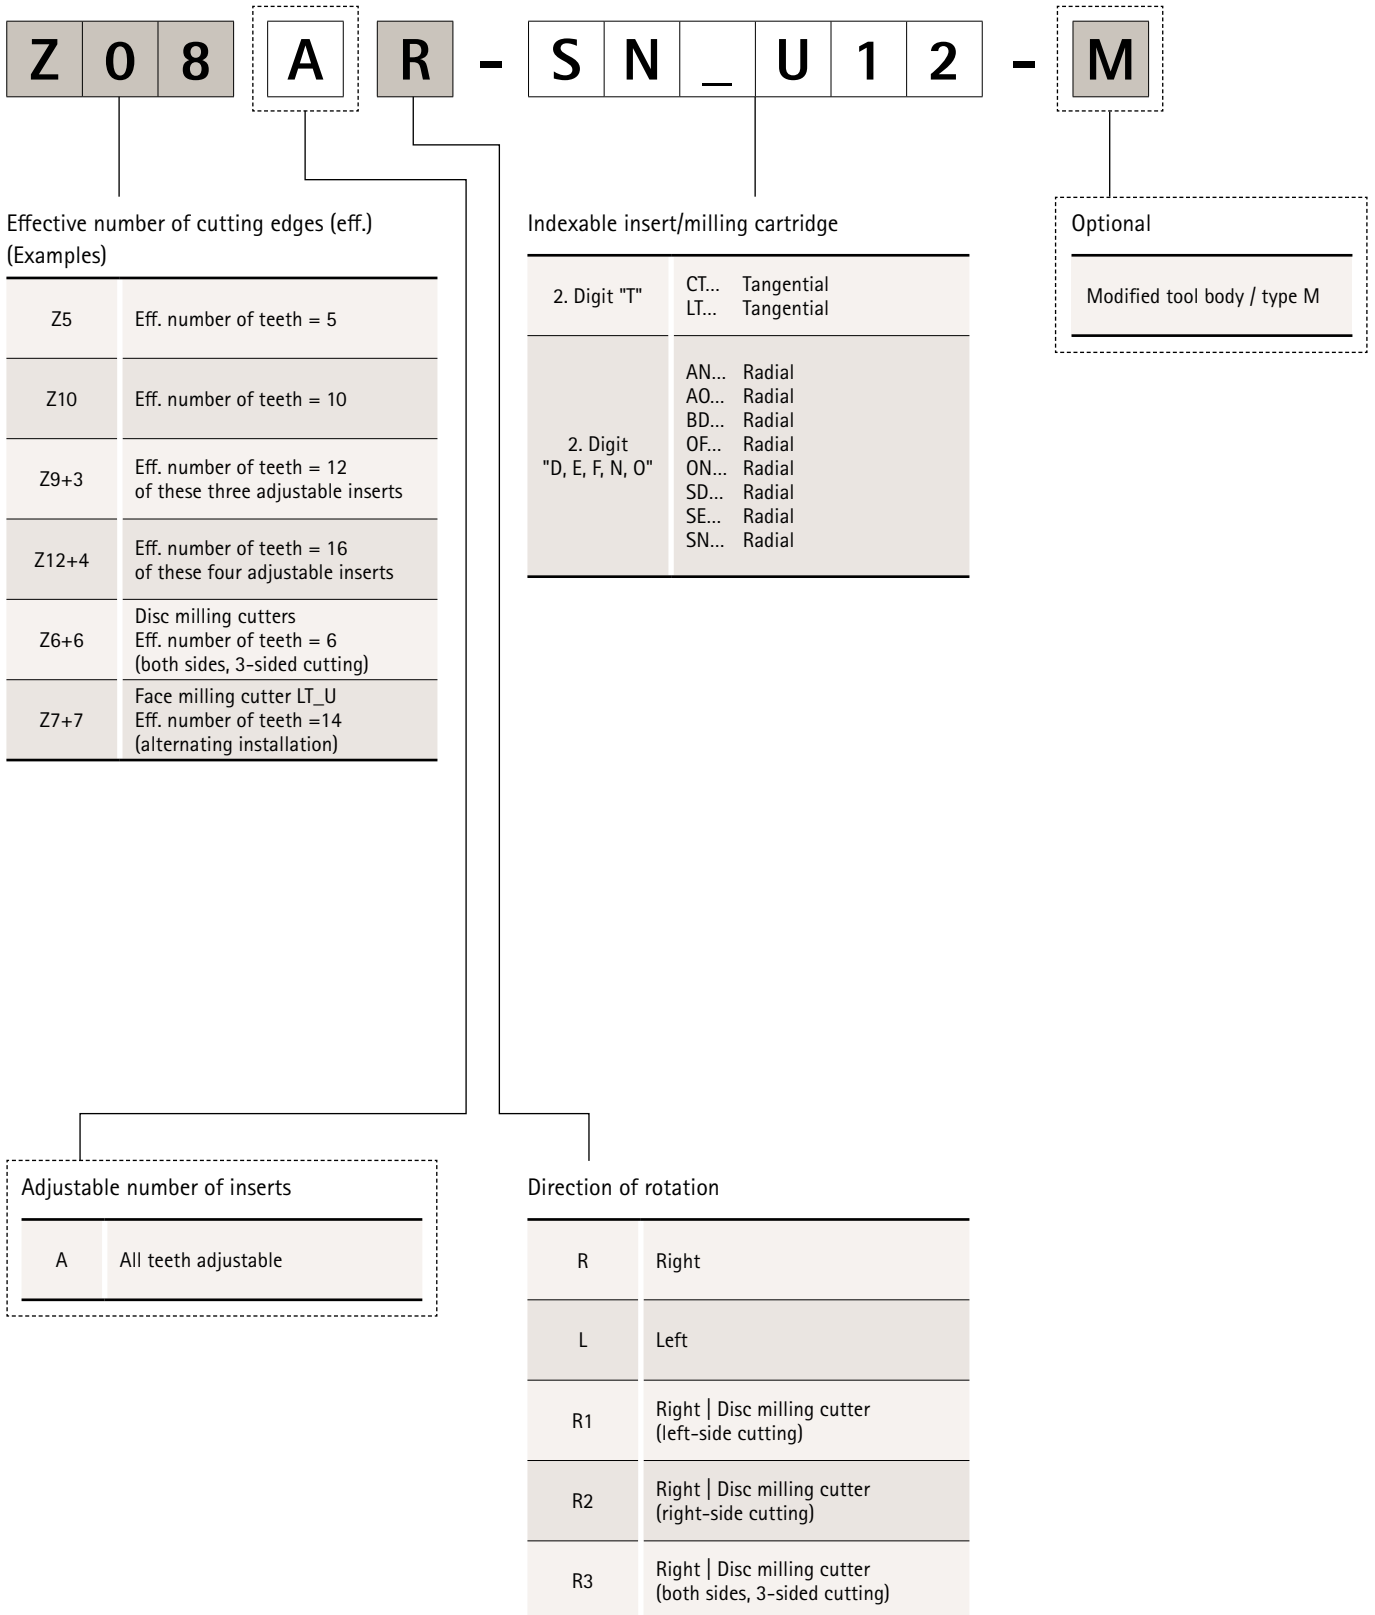 Z08 A R - SN_U12 - M
Effective number of cutting edges (eff.)
(Examples)
Z5 Eff. number of teeth = 5
Z10 Eff. number of teeth = 10
Z9+3 Eff. number of teeth = 12
of these three adjustable inserts
Z12+4 Eff. number of teeth = 16
of these four adjustable inserts
Z6+6 Disc milling cutters
Eff. number of teeth = 6
(both sides, 3-sided cutting)
Z7+7 Face milling cutter LT_U
Eff. number of teeth =14
(alternating installation)
Indexable insert/milling cartridge
2. Digit "T"
CT... Tangential
LT... Tangential
2. Digit
"D, E, F, N, O"
AN... Radial
AO... Radial
BD... Radial
OF... Radial
ON... Radial
SD... Radial
SE... Radial
SN... Radial
Optional
Modified tool body / type M
Adjustable number of inserts
A All teeth adjustable
Direction of rotation
R Right
L Left
R1 Right | Disc milling cutter
(left-side cutting)
R2 Right | Disc milling cutter
(right-side cutting)
R3 Right | Disc milling cutter
(both sides, 3-sided cutting)